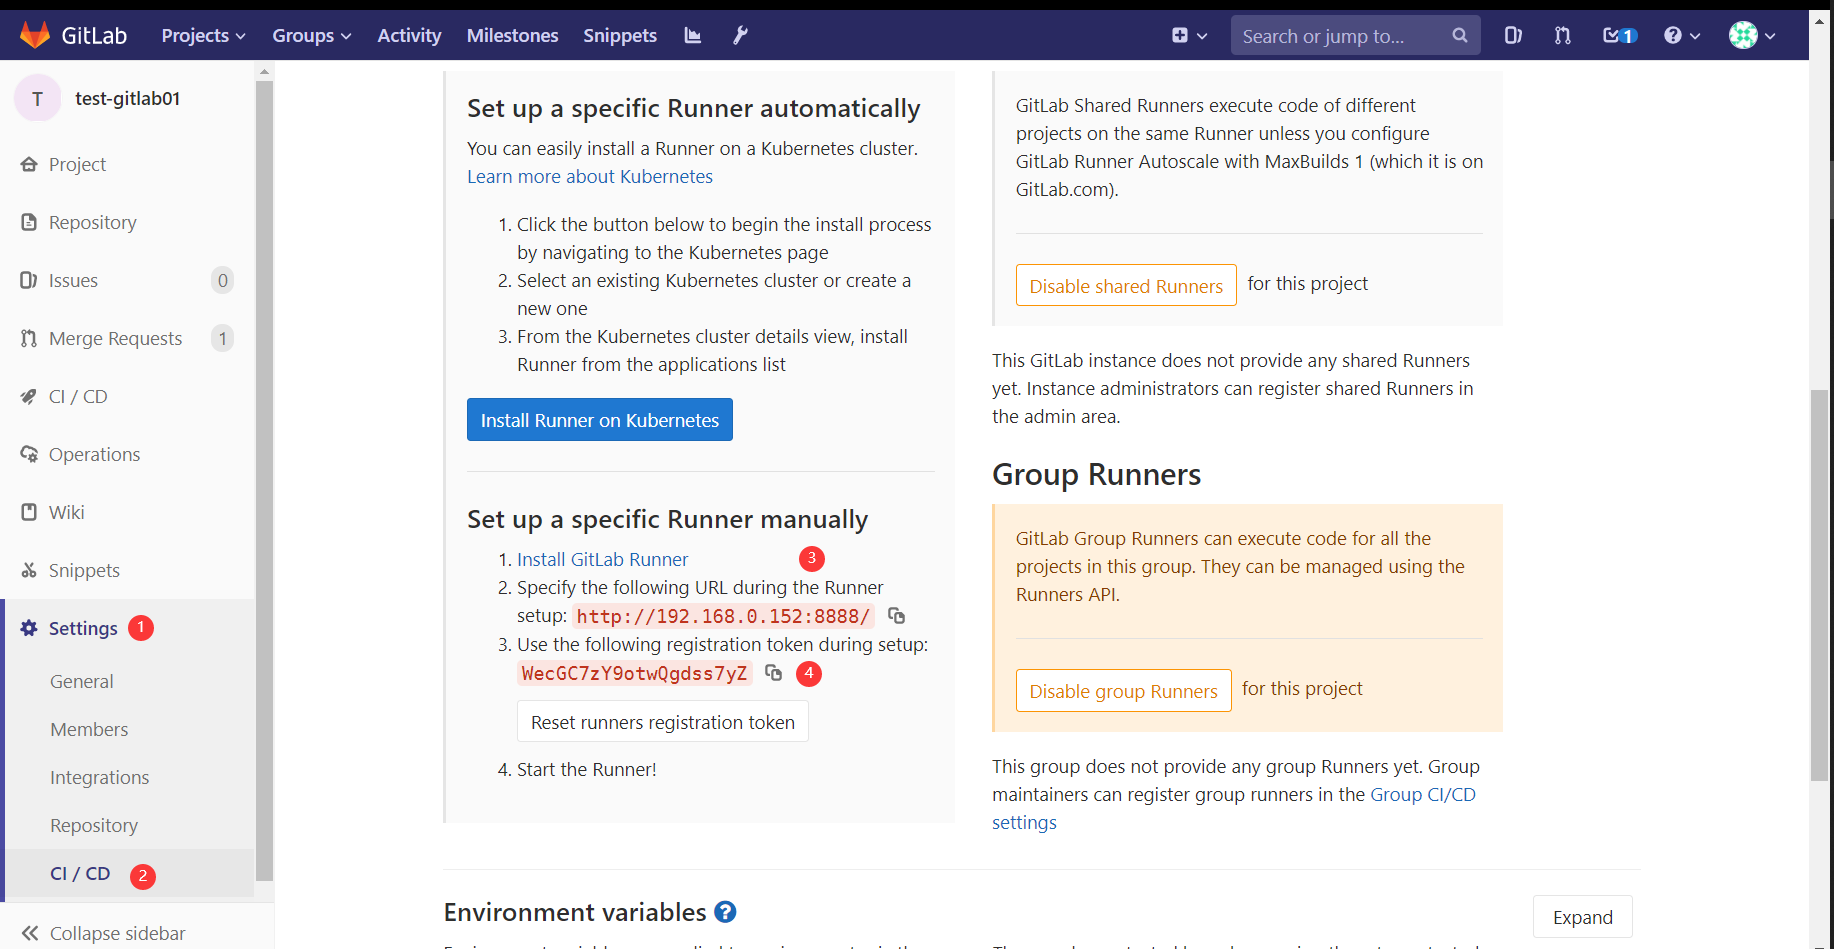 GitLab Projects Groups Activity Milestones Snippets Search or jump to... 1
T test-gitlab01
Project
Repository
Issues 0
Merge Requests 1
CI / CD
Operations
Wiki
Snippets
Settings 1
General
Members
Integrations
Repository
CI / CD 2
Collapse sidebar
Set up a specific Runner automatically
You can easily install a Runner on a Kubernetes cluster.
Learn more about Kubernetes
1. Click the button below to begin the install process
by navigating to the Kubernetes page
2. Select an existing Kubernetes cluster or create a
new one
3. From the Kubernetes cluster details view, install
Runner from the applications list
Install Runner on Kubernetes
Set up a specific Runner manually
1. Install GitLab Runner 3
2. Specify the following URL during the Runner
setup: http://192.168.0.152:8888/
3. Use the following registration token during setup:
WecGC7zY9otwQgdss7yZ 4
Reset runners registration token
4. Start the Runner!
GitLab Shared Runners execute code of different
projects on the same Runner unless you configure
GitLab Runner Autoscale with MaxBuilds 1 (which it is on
GitLab.com).
Disable shared Runners for this project
This GitLab instance does not provide any shared Runners
yet. Instance administrators can register shared Runners in
the admin area.
Group Runners
GitLab Group Runners can execute code for all the
projects in this group. They can be managed using the
Runners API.
Disable group Runners for this project
This group does not provide any group Runners yet. Group
maintainers can register group runners in the Group CI/CD
settings
Environment variables ?
Expand